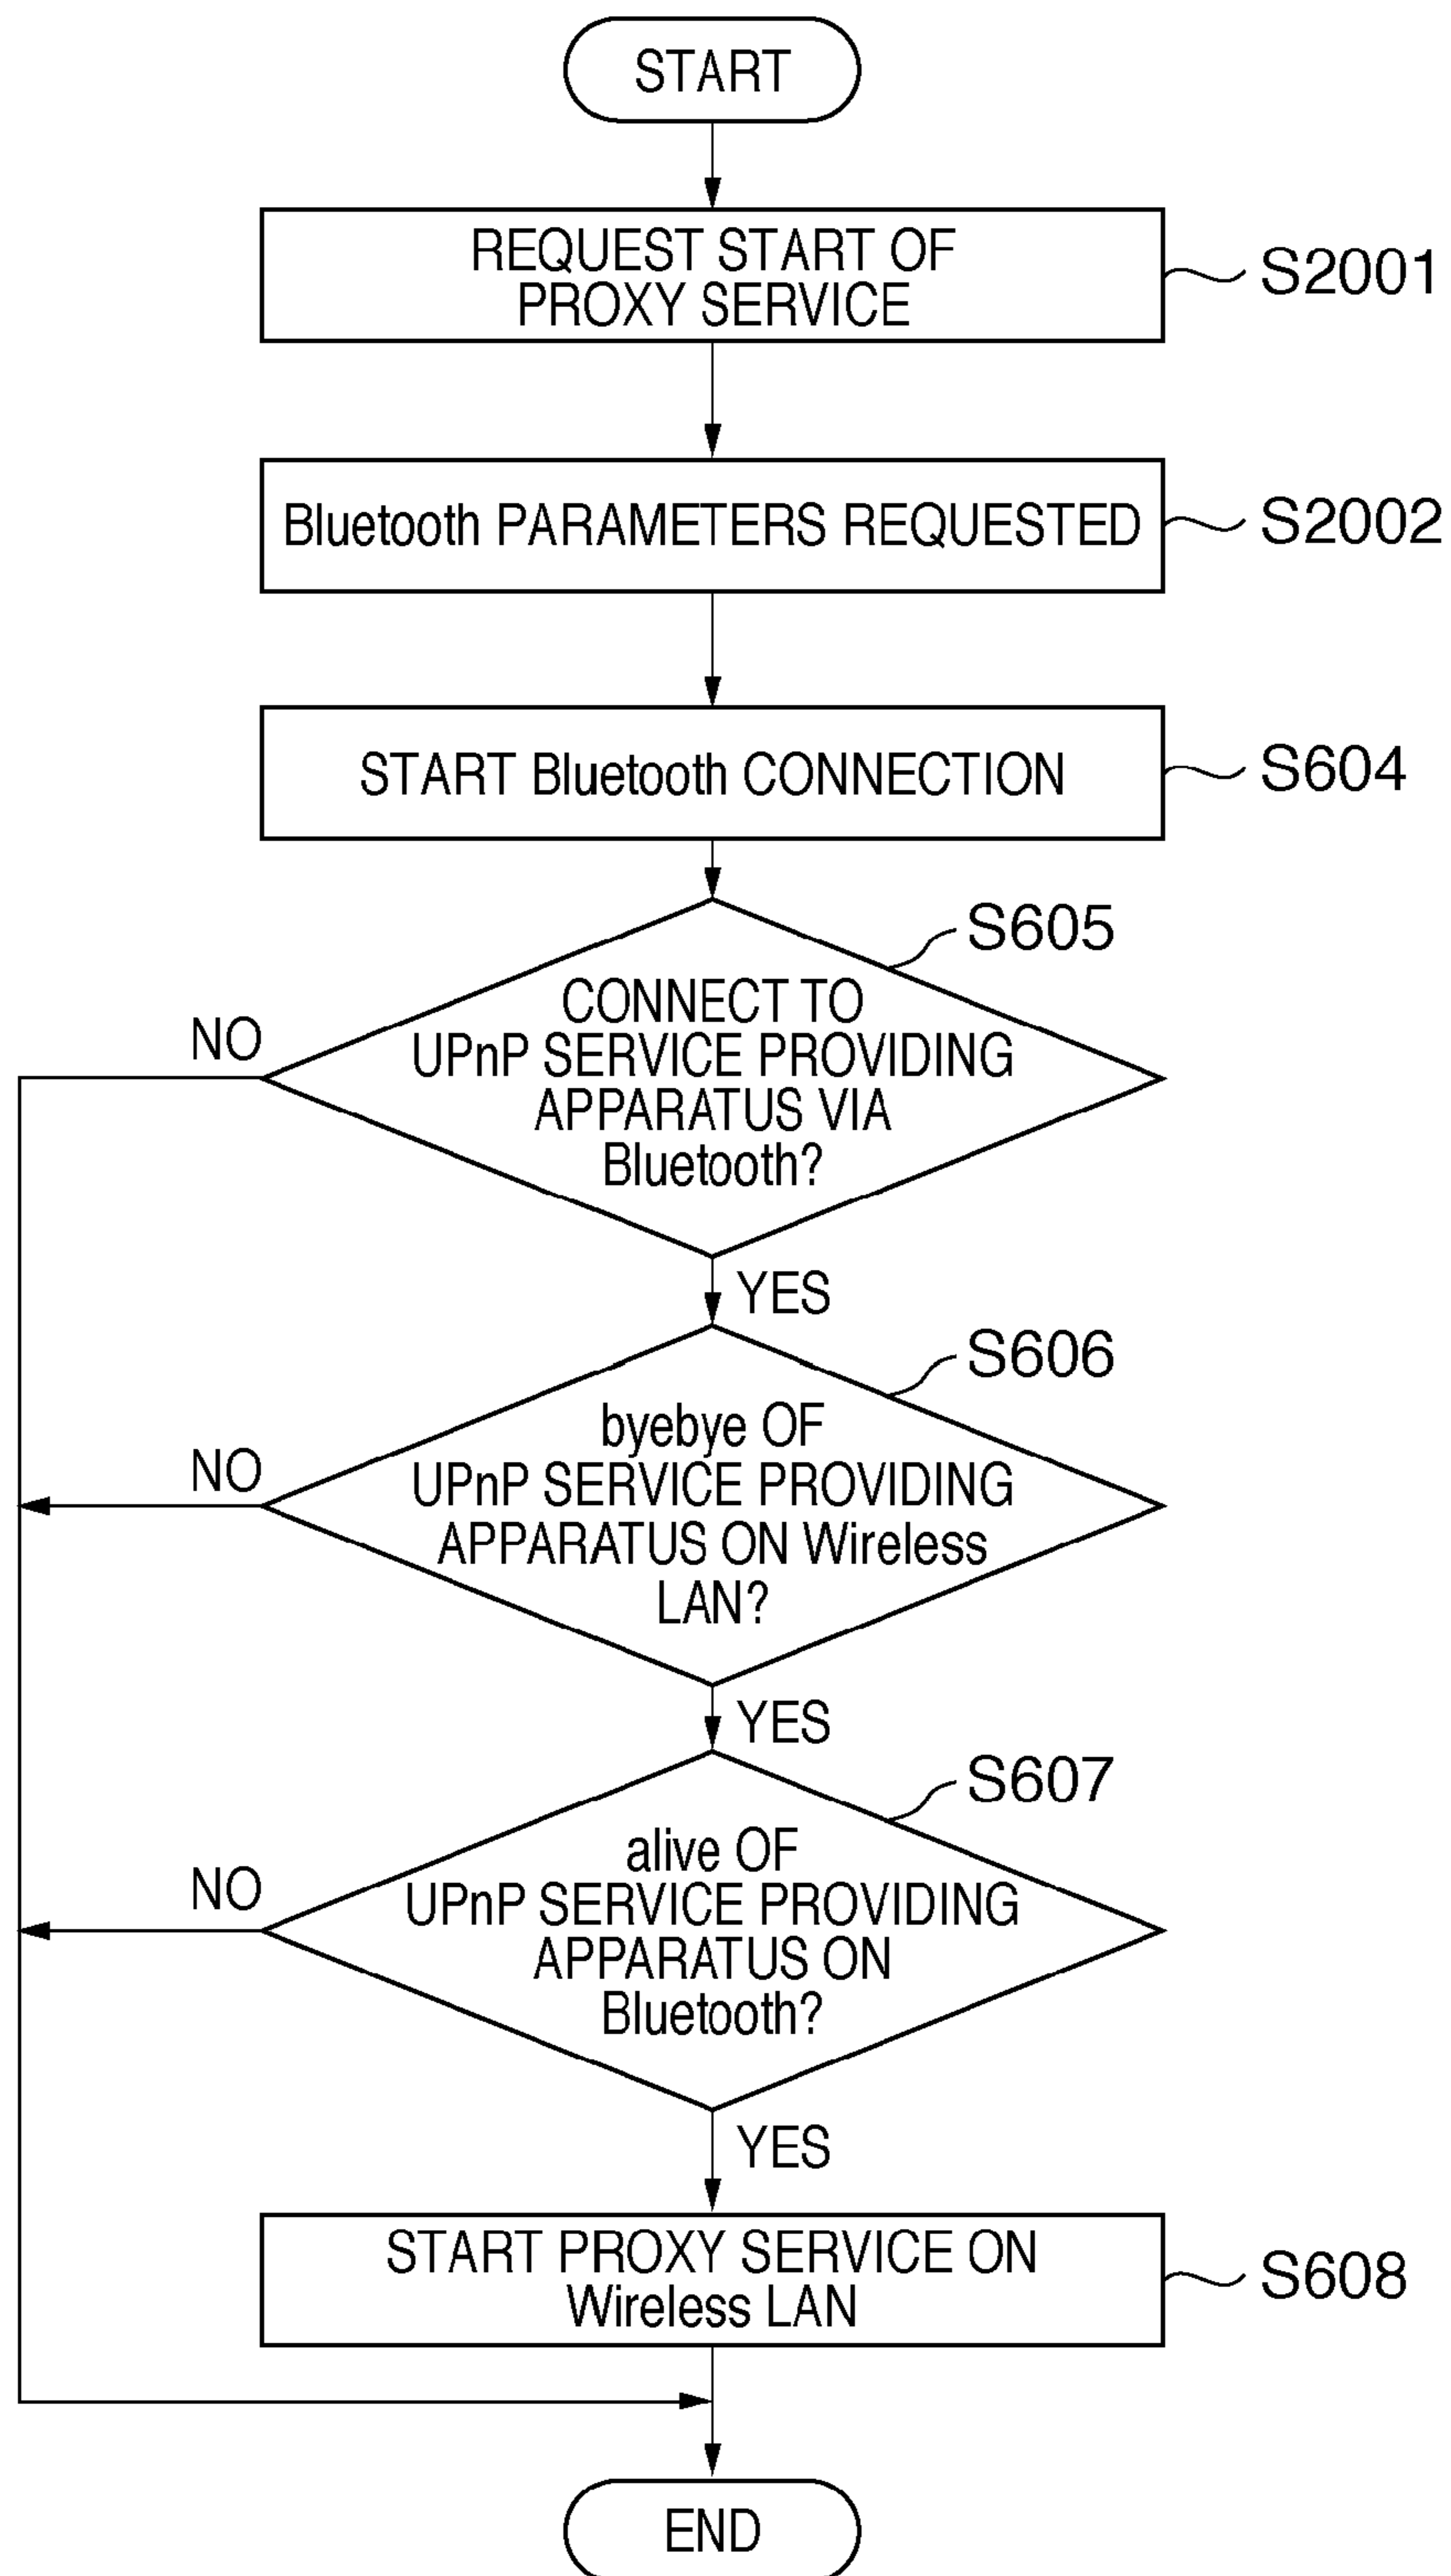 START
REQUEST START OF
PROXY SERVICE
S2001
Bluetooth PARAMETERS REQUESTED
S2002
START Bluetooth CONNECTION
S604
S605
CONNECT TO
UPnP SERVICE PROVIDING
APPARATUS VIA
Bluetooth?
NO
YES
S606
byebye OF
UPnP SERVICE PROVIDING
APPARATUS ON Wireless
LAN?
NO
YES
S607
alive OF
UPnP SERVICE PROVIDING
APPARATUS ON
Bluetooth?
NO
YES
START PROXY SERVICE ON
Wireless LAN
S608
END